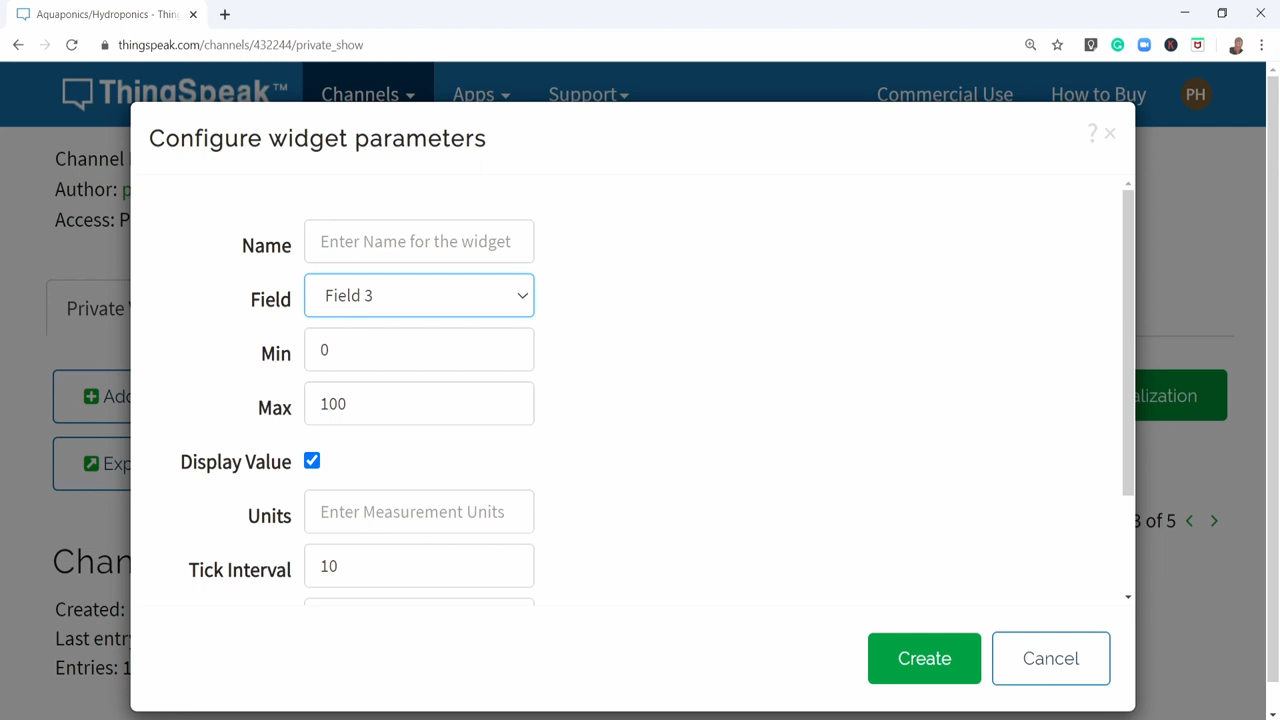 Aquaponics/Hydroponics - Thin
thingspeak.com/channels/432244/private_show
ThingSpeak™
Channels
Apps
Support
Commercial Use
How to Buy
PH
Channel
Author: p
Access: P
Private
Configure widget parameters
? ×
Name
Enter Name for the widget
Field
Field 3
Min
0
Max
100
Display Value
Units
Enter Measurement Units
Tick Interval
10
Create
Cancel
Add
Exp
alization
3 of 5
Chan
Created:
Last entry
Entries: 1